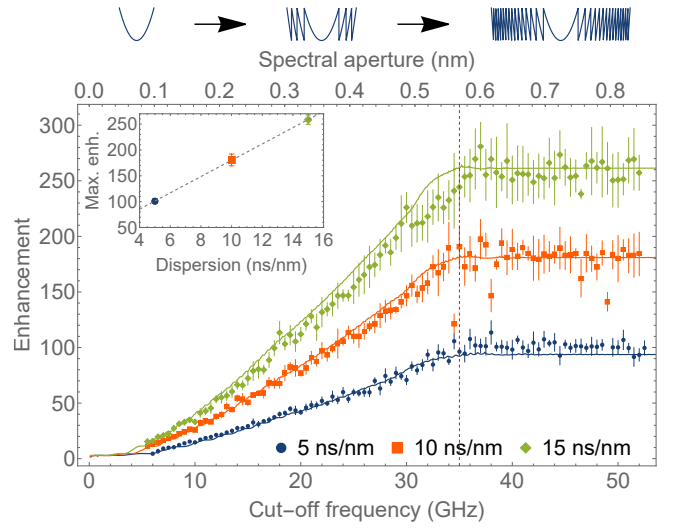 Spectral aperture (nm)
0.0 0.1 0.2 0.3 0.4 0.5 0.6 0.7 0.8
Enhancement
300
250
200
150
100
50
0
Max. enh.
250
200
150
100
50
4 6 8 10 12 14 16
Dispersion (ns/nm)
5 ns/nm 10 ns/nm 15 ns/nm
0 10 20 30 40 50
Cut-off frequency (GHz)